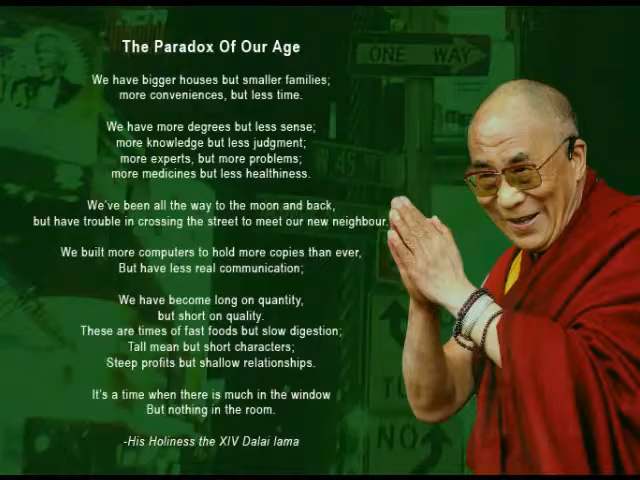 The Paradox Of Our Age
We have bigger houses but smaller families;
more conveniences, but less time.
We have more degrees but less sense;
more knowledge but less judgment;
more experts, but more problems;
more medicines but less healthiness.
We've been all the way to the moon and back,
but have trouble in crossing the street to meet our new neighbour.
We built more computers to hold more copies than ever,
But have less real communication;
We have become long on quantity,
but short on quality.
These are times of fast foods but slow digestion;
Tall mean but short characters;
Steep profits but shallow relationships.
It's a time when there is much in the window
But nothing in the room.
-His Holiness the XIV Dalai lama
ONE WAY
N 45 ST
NO